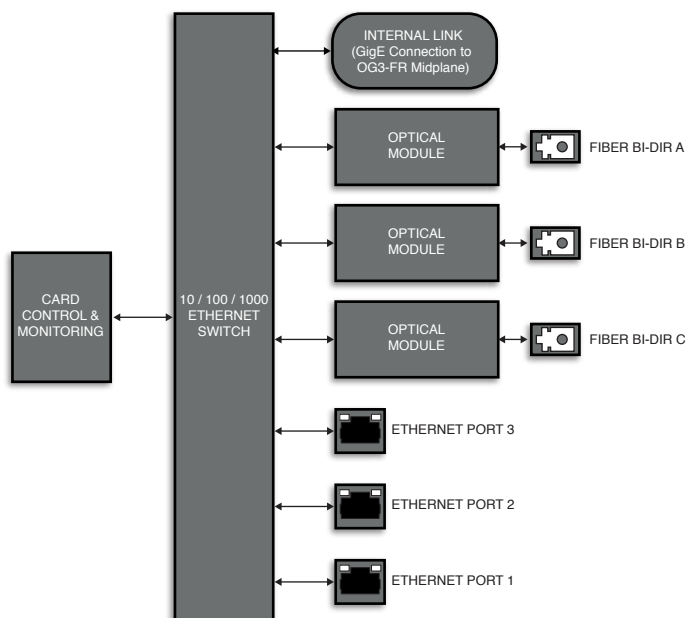 INTERNAL LINK
(GigE Connection to
OG3-FR Midplane)
OPTICAL
MODULE
FIBER BI-DIR A
OPTICAL
MODULE
FIBER BI-DIR B
CARD
CONTROL &
MONITORING
10 / 100 / 1000
ETHERNET
SWITCH
OPTICAL
MODULE
FIBER BI-DIR C
ETHERNET PORT 3
ETHERNET PORT 2
ETHERNET PORT 1